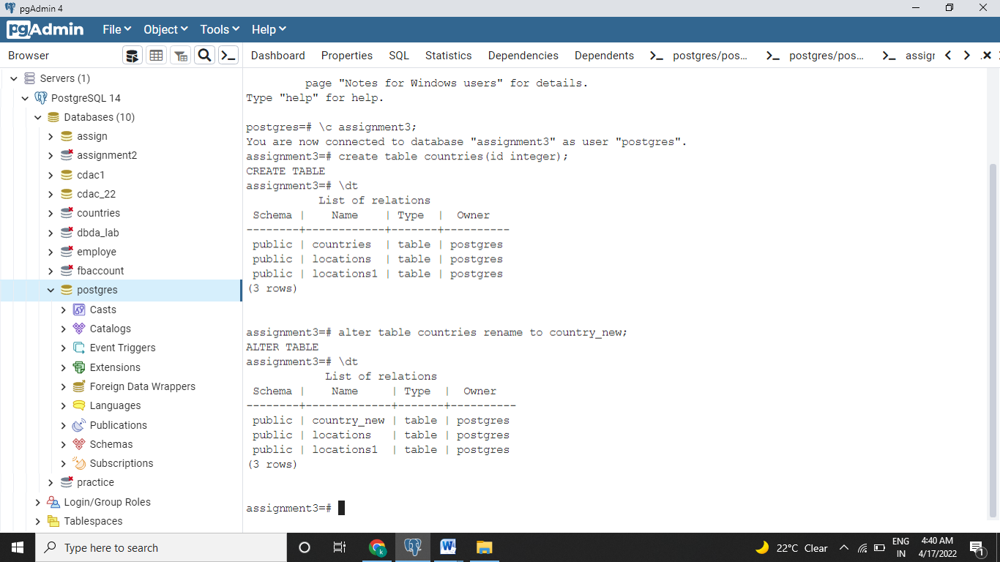 pgAdmin 4
pgAdmin File Object Tools Help
Browser
Dashboard Properties SQL Statistics Dependencies Dependents postgres/pos... postgres/pos... assign
Servers (1)
PostgreSQL 14
Databases (10)
assign
assignment2
cdac1
cdac_22
countries
dbda_lab
employe
fbaccount
postgres
Casts
Catalogs
Event Triggers
Extensions
Foreign Data Wrappers
Languages
Publications
Schemas
Subscriptions
practice
Login/Group Roles
Tablespaces
page "Notes for Windows users" for details.
Type "help" for help.
postgres=# \c assignment3;
You are now connected to database "assignment3" as user "postgres".
assignment3=# create table countries(id integer);
CREATE TABLE
assignment3=# \dt
List of relations
Schema | Name | Type | Owner
--------+------------+-------+----------
public | countries | table | postgres
public | locations | table | postgres
public | locations1 | table | postgres
(3 rows)
assignment3=# alter table countries rename to country_new;
ALTER TABLE
assignment3=# \dt
List of relations
Schema | Name | Type | Owner
--------+-------------+-------+----------
public | country_new | table | postgres
public | locations | table | postgres
public | locations1 | table | postgres
(3 rows)
assignment3=#
Type here to search
22°C Clear
ENG
IN
4:40 AM
4/17/2022
1